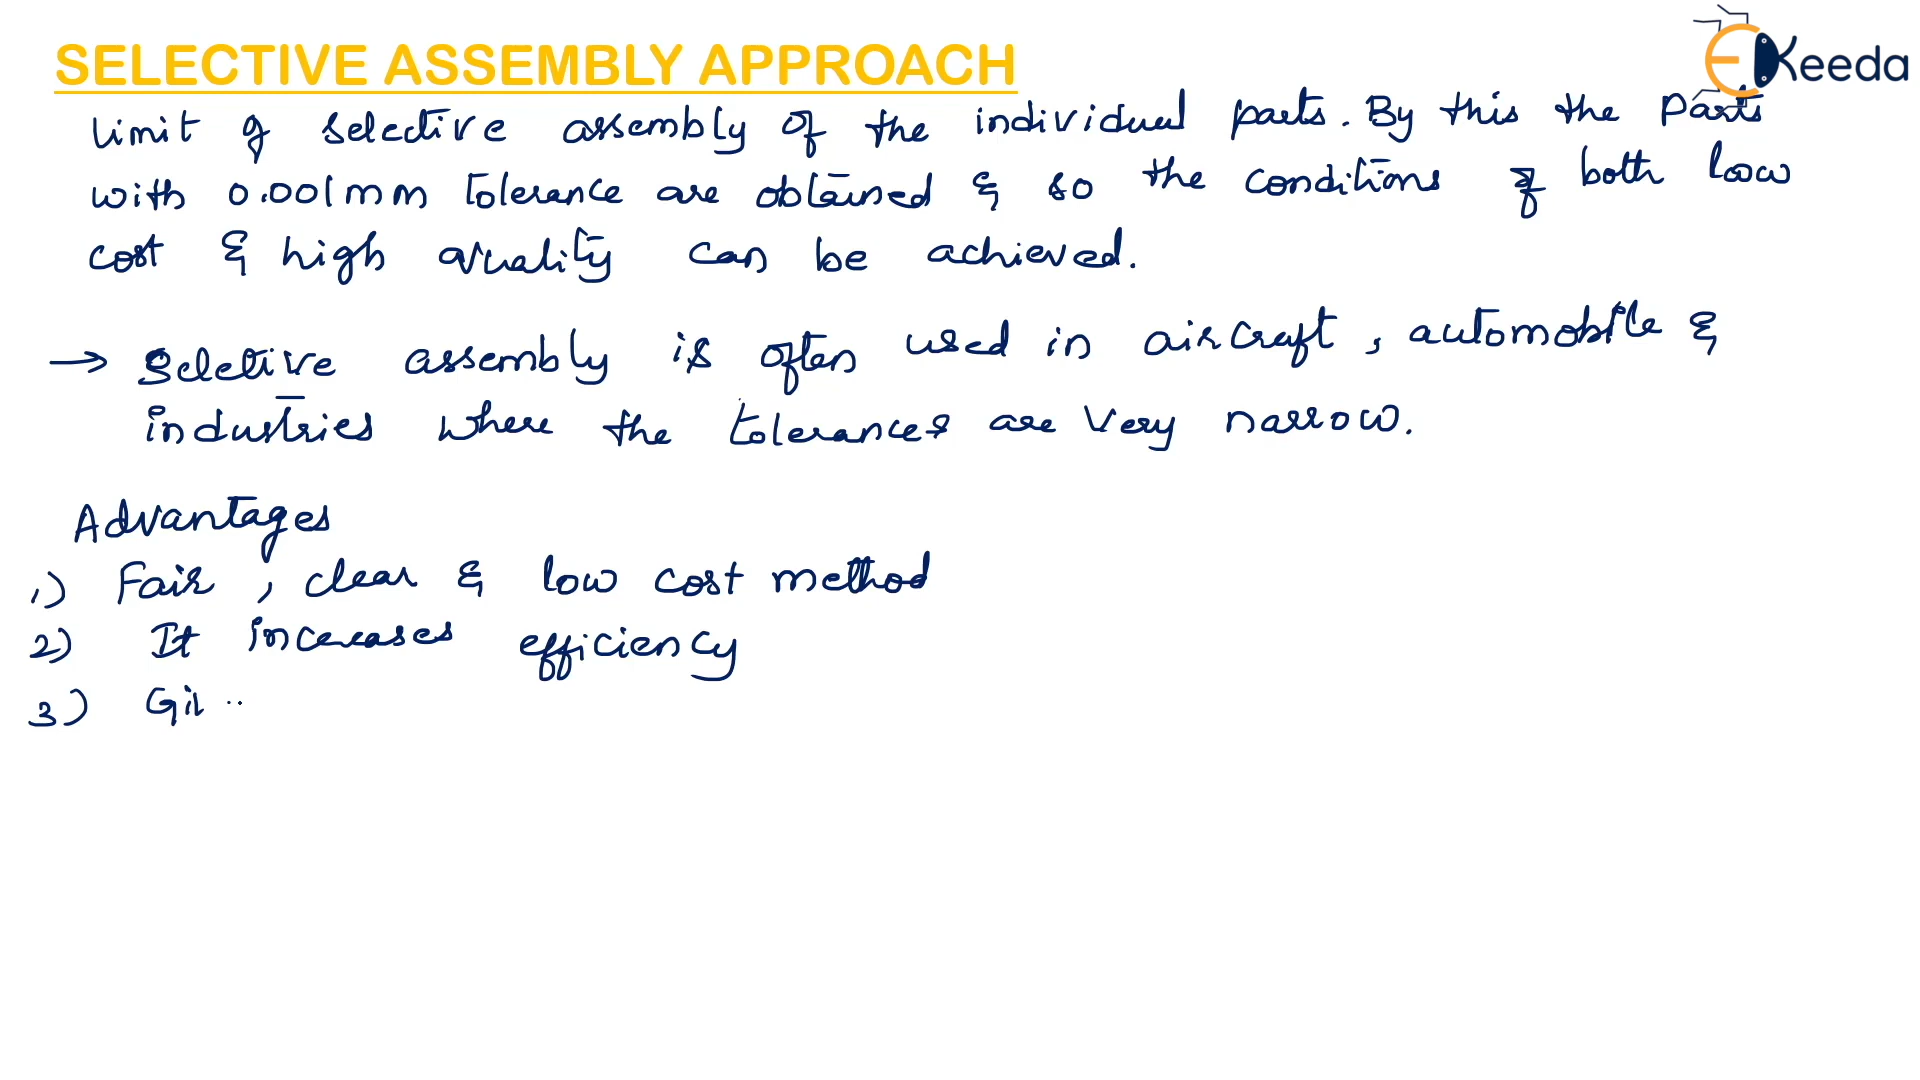 SELECTIVE ASSEMBLY APPROACH
EKeeda
limit of selective assembly of the individual parts. By this the parts
with 0.001mm tolerance are obtained & so the conditions of both low
cost & high quality can be achieved.
→ Seletive assembly is often used in aircraft, automobile &
industries where the tolerances are very narrow.
Advantages
1) Fair, clear & low cost method
2) It increases efficiency
3) Gi